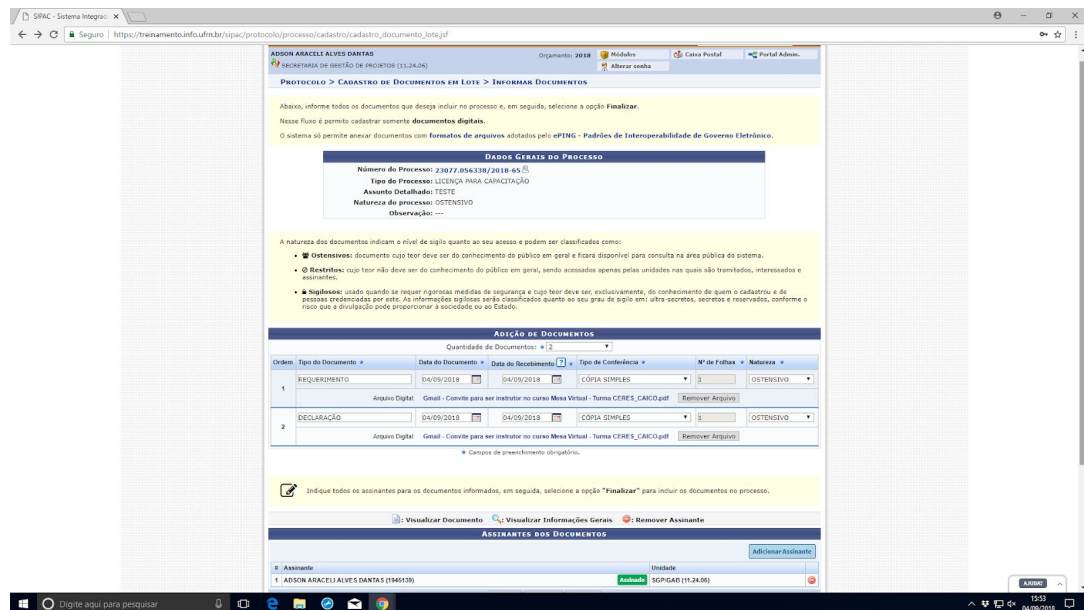 SIPAC - Sistema Integrad
Seguro | https://treinamento.info.ufrn.br/sipac/protocolo/processo/cadastro/cadastro_documento_lote.jsf
ADSON ARACELI ALVES DANTAS Orçamento: 2018 Módulos Caixa Postal Portal Admin.
SECRETARIA DE GESTÃO DE PROJETOS (11.24.06) Alterar senha
PROTOCOLO > CADASTRO DE DOCUMENTOS EM LOTE > INFORMAR DOCUMENTOS
Abaixo, informe todos os documentos que deseja incluir no processo e, em seguida, selecione a opção Finalizar.
Nesse fluxo é permito cadastrar somente documentos digitais.
O sistema só permite anexar documentos com formatos de arquivos adotados pelo ePING - Padrões de Interoperabilidade de Governo Eletrônico.
DADOS GERAIS DO PROCESSO
Número do Processo: 23077.056338/2018-65
Tipo do Processo: LICENÇA PARA CAPACITAÇÃO
Assunto Detalhado: TESTE
Natureza do processo: OSTENSIVO
Observação: ---
A natureza dos documentos indicam o nível de sigilo quanto ao seu acesso e podem ser classificados como:
• Ostensivos: documento cujo teor deve ser do conhecimento do público em geral e ficará disponível para consulta na área pública do sistema.
• Restritos: cujo teor não deve ser do conhecimento do público em geral, sendo acessados apenas pelas unidades nas quais são tramitados, interessados e
assinantes.
• Sigilosos: usado quando se requer rigorosas medidas de segurança e cujo teor deve ser, exclusivamente, do conhecimento de quem o cadastrou e de
pessoas credenciadas por este. As informações sigilosas serão classificados quanto ao seu grau de sigilo em: ultra-secretos, secretos e reservados, conforme o
risco que a divulgação pode proporcionar à sociedade ou ao Estado.
ADIÇÃO DE DOCUMENTOS
Quantidade de Documentos: 2
Ordem Tipo do Documento Data do Documento Data do Recebimento ? Tipo de Conferência Nº de Folhas Natureza
1 REQUERIMENTO 04/09/2018 04/09/2018 CÓPIA SIMPLES 1 OSTENSIVO
Arquivo Digital: Gmail - Convite para ser instrutor no curso Mesa Virtual - Turma CERES_CAICO.pdf Remover Arquivo
2 DECLARAÇÃO 04/09/2018 04/09/2018 CÓPIA SIMPLES 1 OSTENSIVO
Arquivo Digital: Gmail - Convite para ser instrutor no curso Mesa Virtual - Turma CERES_CAICO.pdf Remover Arquivo
Campos de preenchimento obrigatório.
Indique todos os assinantes para os documentos informados, em seguida, selecione a opção "Finalizar" para incluir os documentos no processo.
: Visualizar Documento : Visualizar Informações Gerais : Remover Assinante
ASSINANTES DOS DOCUMENTOS
Adicionar Assinante
# Assinante Unidade
1 ADSON ARACELI ALVES DANTAS (1945139) Assinado SGP/GAB (11.24.06)
AJUDA?
Digite aqui para pesquisar
15:53
04/09/2018